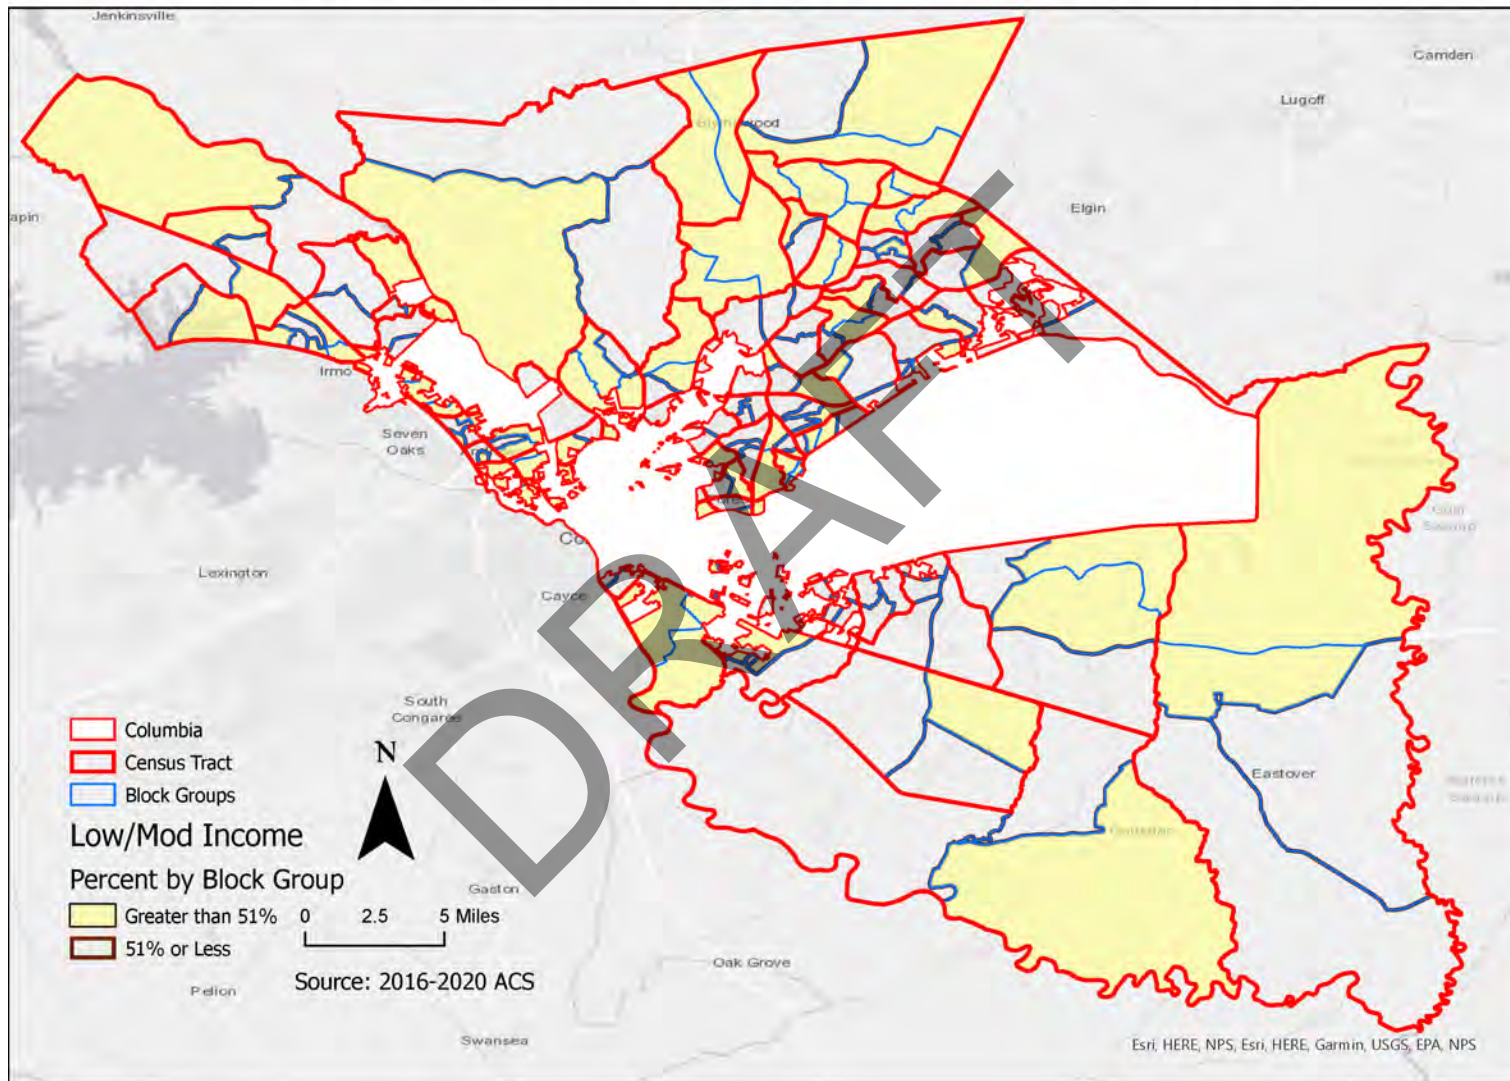 Jenkinsville
Camden
Lugoff
Elgin
apin
Irmo
Seven
Oaks
Lexington
Cayce
South
Congaree
Eastover
Gaston
Oak Grove
Pelion
Swansea
DRAFT
Columbia
Census Tract
Block Groups
Low/Mod Income
Percent by Block Group
Greater than 51%
51% or Less
N
0 2.5 5 Miles
Source: 2016-2020 ACS
Esri, HERE, NPS, Esri, HERE, Garmin, USGS, EPA, NPS